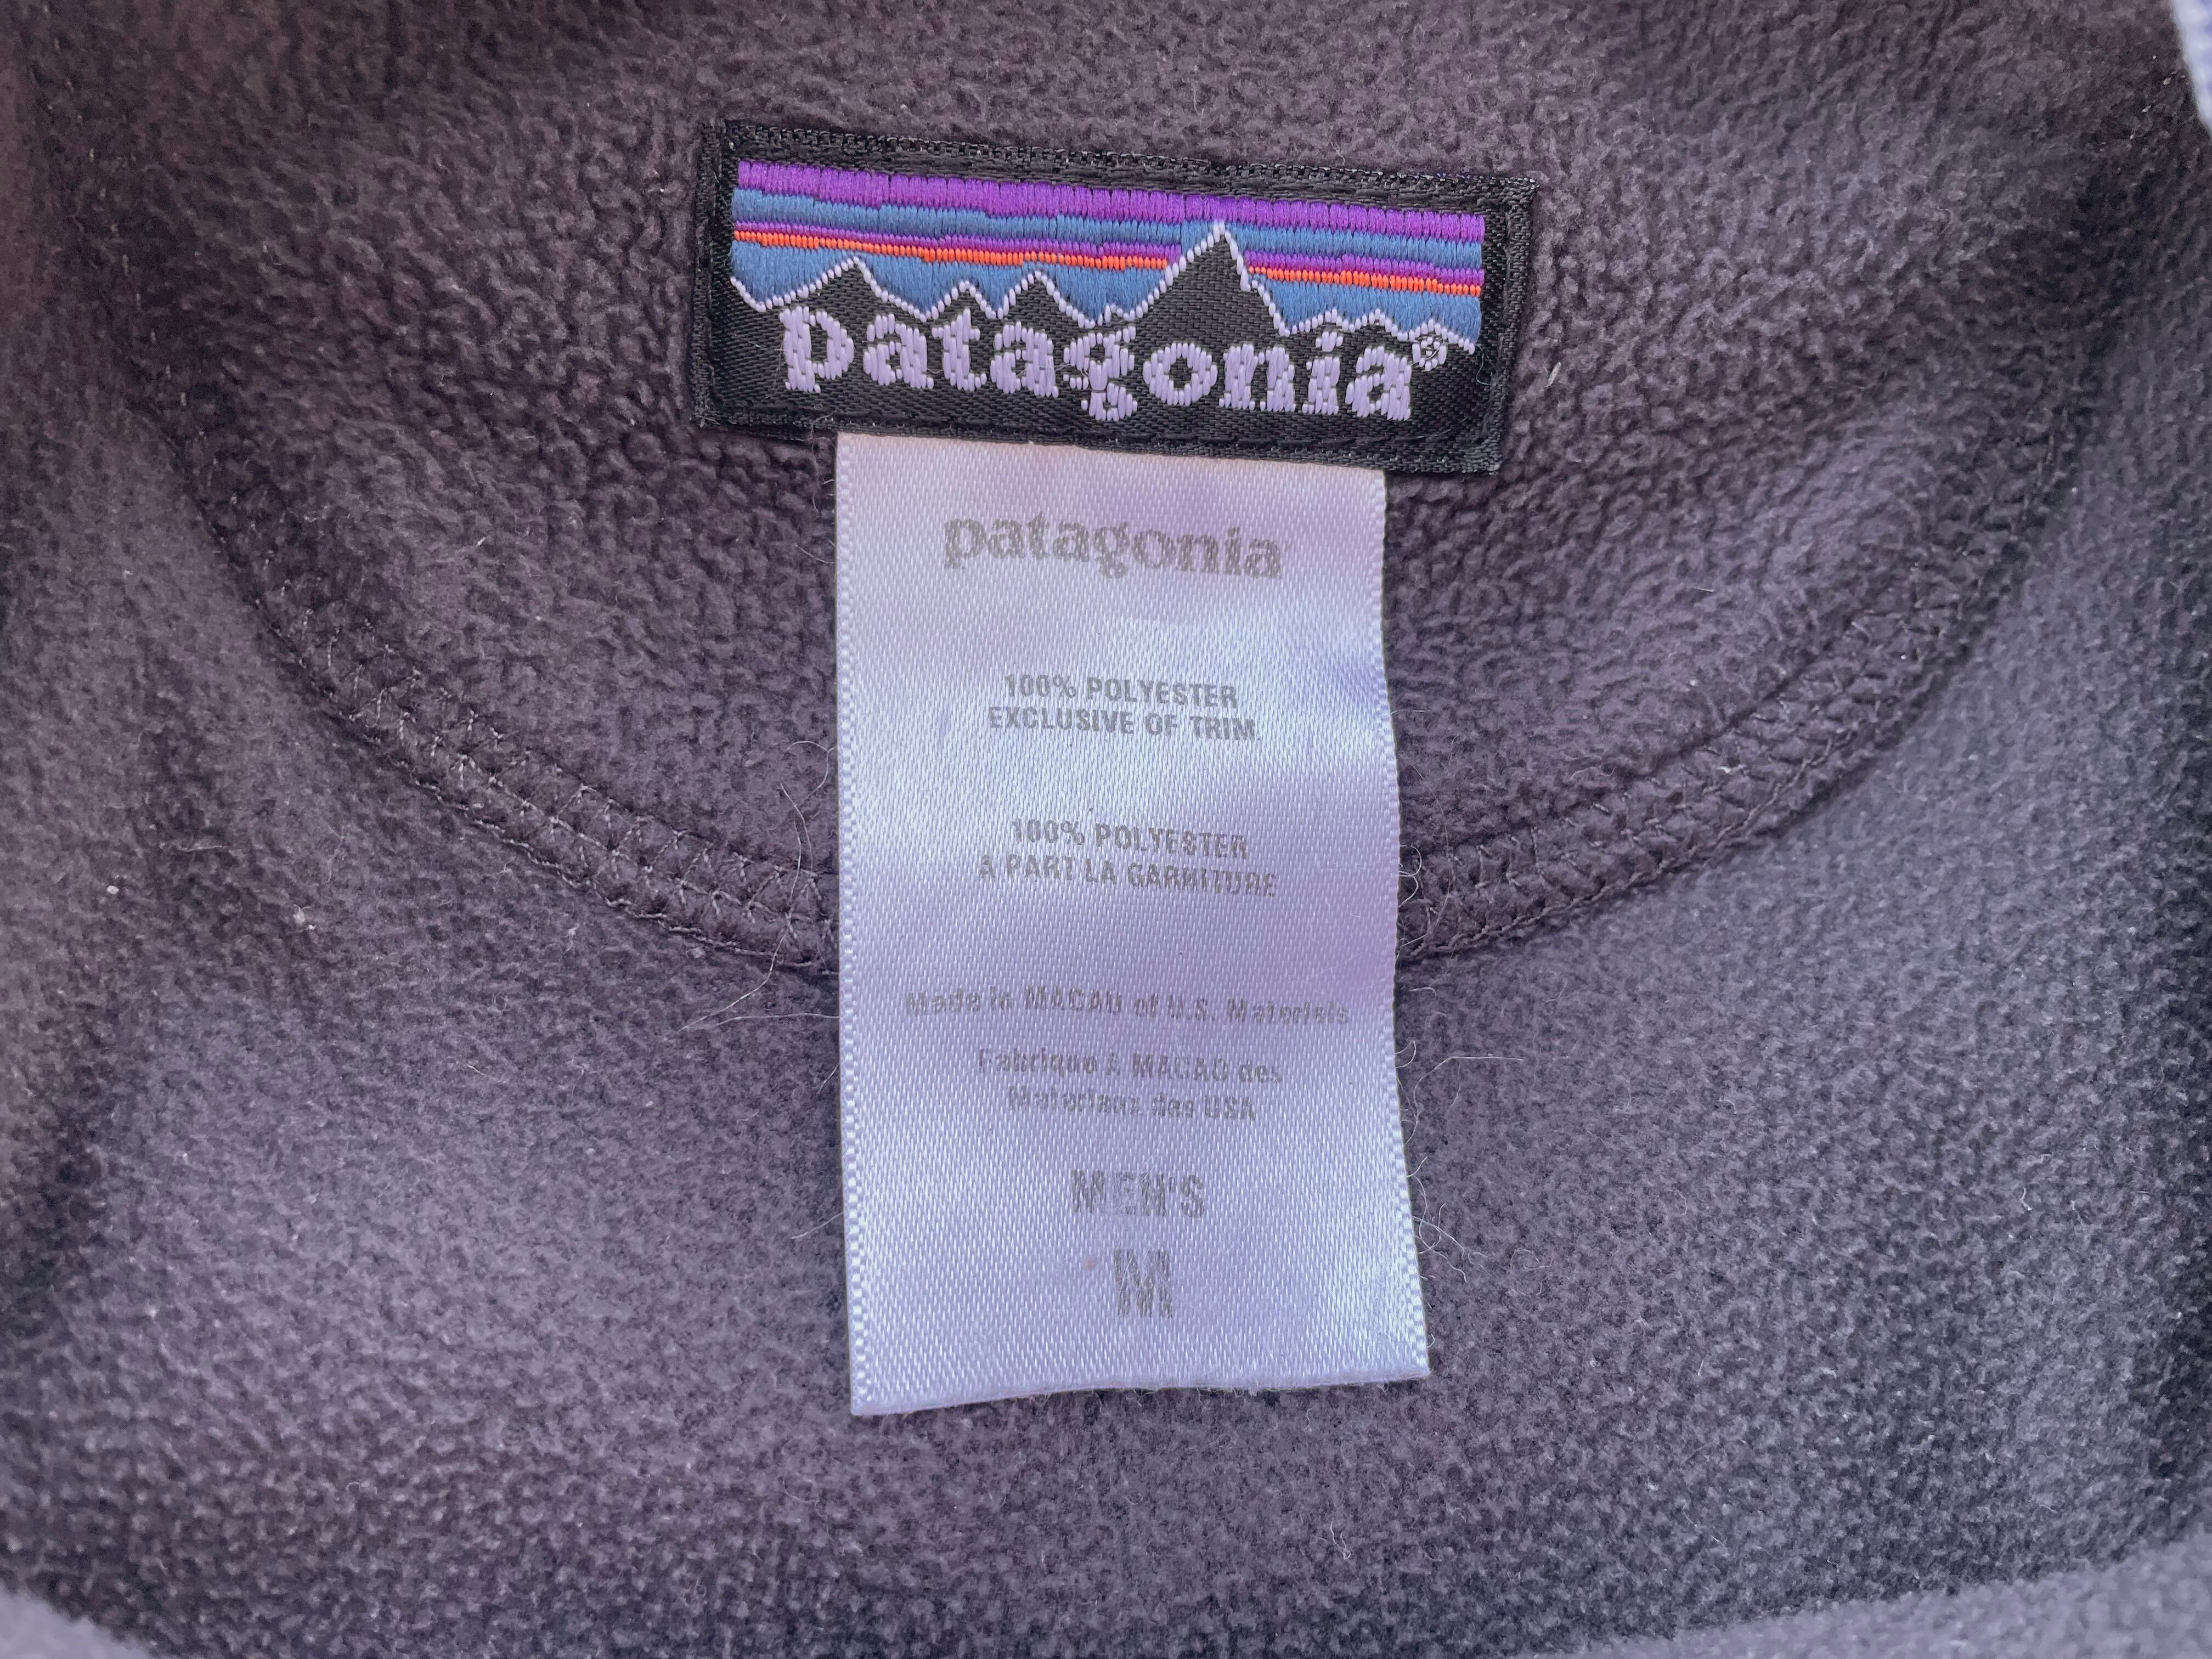 patagonia®
patagonia
100% POLYESTER
EXCLUSIVE OF TRIM
100% POLYESTER
A PART LA GARNITURE
Made in MACAU of U.S. Materials
Fabrique À MACAO des
Materiaux des USA
MEN'S
M